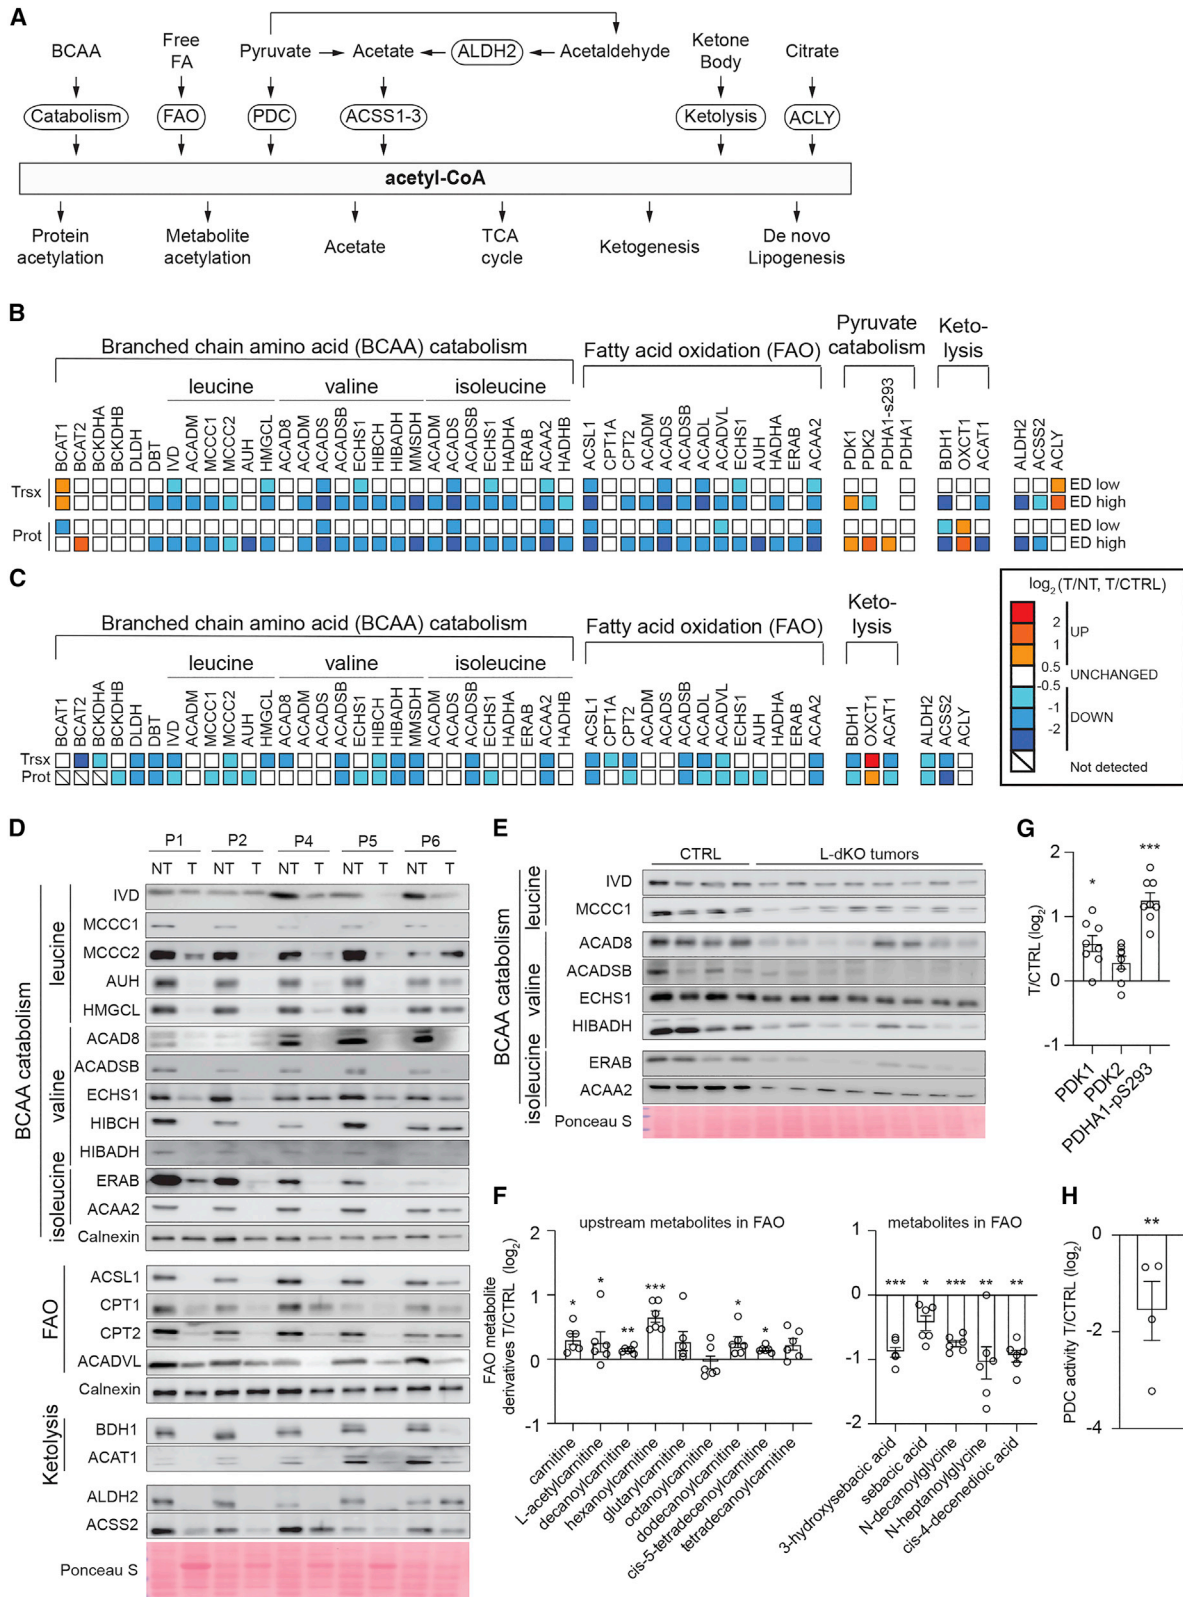 A
BCAA
Free
FA
Pyruvate
Acetate
ALDH2
Acetaldehyde
Ketone
Body
Citrate
Catabolism
FAO
PDC
ACSS1-3
Ketolysis
ACLY
acetyl-CoA
Protein
acetylation
Metabolite
acetylation
Acetate
TCA
cycle
Ketogenesis
De novo
Lipogenesis
B
Branched chain amino acid (BCAA) catabolism
Fatty acid oxidation (FAO)
Pyruvate
catabolism
Keto-
lysis
leucine
valine
isoleucine
BCAT1
BCAT2
BCKDHA
BCKDHB
DLDH
DBT
IVD
ACADM
MCCC1
MCCC2
AUH
HMGCL
ACAD8
ACADM
ACADS
ACADSB
ECHS1
HIBCH
HIBADH
MMSDH
ACADM
ACADS
ACADSB
ECHS1
HADHA
ERAB
ACAA2
HADHB
ACSL1
CPT1A
CPT2
ACADM
ACADS
ACADSB
ACADL
ACADVL
ECHS1
AUH
HADHA
ERAB
ACAA2
PDK1
PDK2
PDHA1-s293
PDHA1
BDH1
OXCT1
ACAT1
ALDH2
ACSS2
ACLY
Trsx
ED low
ED high
Prot
ED low
ED high
C
Branched chain amino acid (BCAA) catabolism
Fatty acid oxidation (FAO)
Keto-
lysis
leucine
valine
isoleucine
BCAT1
BCAT2
BCKDHA
BCKDHB
DLDH
DBT
IVD
ACADM
MCCC1
MCCC2
AUH
HMGCL
ACAD8
ACADM
ACADS
ACADSB
ECHS1
HIBCH
HIBADH
MMSDH
ACADM
ACADS
ACADSB
ECHS1
HADHA
ERAB
ACAA2
HADHB
ACSL1
CPT1A
CPT2
ACADM
ACADS
ACADSB
ACADL
ACADVL
ECHS1
AUH
HADHA
ERAB
ACAA2
BDH1
OXCT1
ACAT1
ALDH2
ACSS2
ACLY
Trsx
Prot
log2 (T/NT, T/CTRL)
2
1
0.5
-0.5
-1
-2
UP
UNCHANGED
DOWN
Not detected
D
P1 P2 P4 P5 P6
NT T NT T NT T NT T NT T
BCAA catabolism
leucine
valine
isoleucine
IVD
MCCC1
MCCC2
AUH
HMGCL
ACAD8
ACADSB
ECHS1
HIBCH
HIBADH
ERAB
ACAA2
Calnexin
FAO
ACSL1
CPT1
CPT2
ACADVL
Calnexin
Ketolysis
BDH1
ACAT1
ALDH2
ACSS2
Ponceau S
E
CTRL L-dKO tumors
BCAA catabolism
leucine
valine
isoleucine
IVD
MCCC1
ACAD8
ACADSB
ECHS1
HIBADH
ERAB
ACAA2
Ponceau S
F
upstream metabolites in FAO
FAO metabolite
derivatives T/CTRL (log2)
2
1
0
-1
*
*
**
***
*
*
carnitine
L-acetylcarnitine
decanoylcarnitine
hexanoylcarnitine
glutarylcarnitine
octanoylcarnitine
dodecanoylcarnitine
cis-5-tetradecenoylcarnitine
tetradecanoylcarnitine
metabolites in FAO
1
0
-1
-2
*** * *** ** **
3-hydroxysebacic acid
sebacic acid
N-decanoylglycine
N-heptanoylglycine
cis-4-decenedioic acid
G
T/CTRL (log2)
2
1
0
-1
*
***
PDK1
PDK2
PDHA1-pS293
H
PDC activity T/CTRL (log2)
0
-2
-4
**